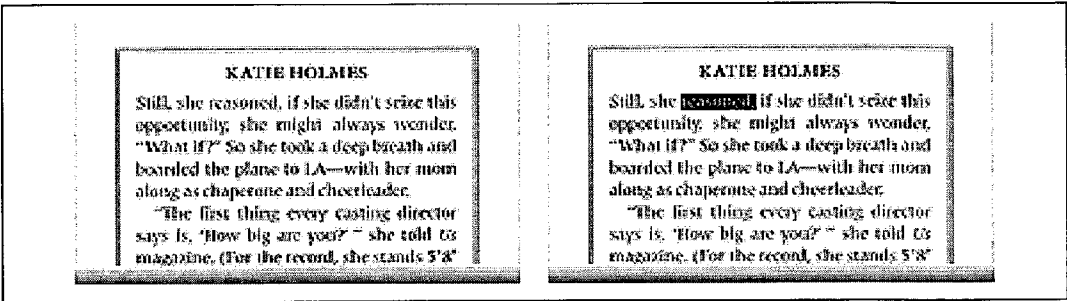 KATIE HOLMES
Still, she reasoned, if she didn't seize this
opportunity, she might always wonder,
"What if?" So she took a deep breath and
boarded the plane to LA—with her mom
along as chaperone and cheerleader.
"The first thing every casting director
says is, 'How big are you?' " she told
magazine. (For the record, she stands 5'8"
KATIE HOLMES
Still, she reasoned, if she didn't seize this
opportunity, she might always wonder,
"What if?" So she took a deep breath and
boarded the plane to LA—with her mom
along as chaperone and cheerleader.
"The first thing every casting director
says is, 'How big are you?' " she told
magazine. (For the record, she stands 5'8"